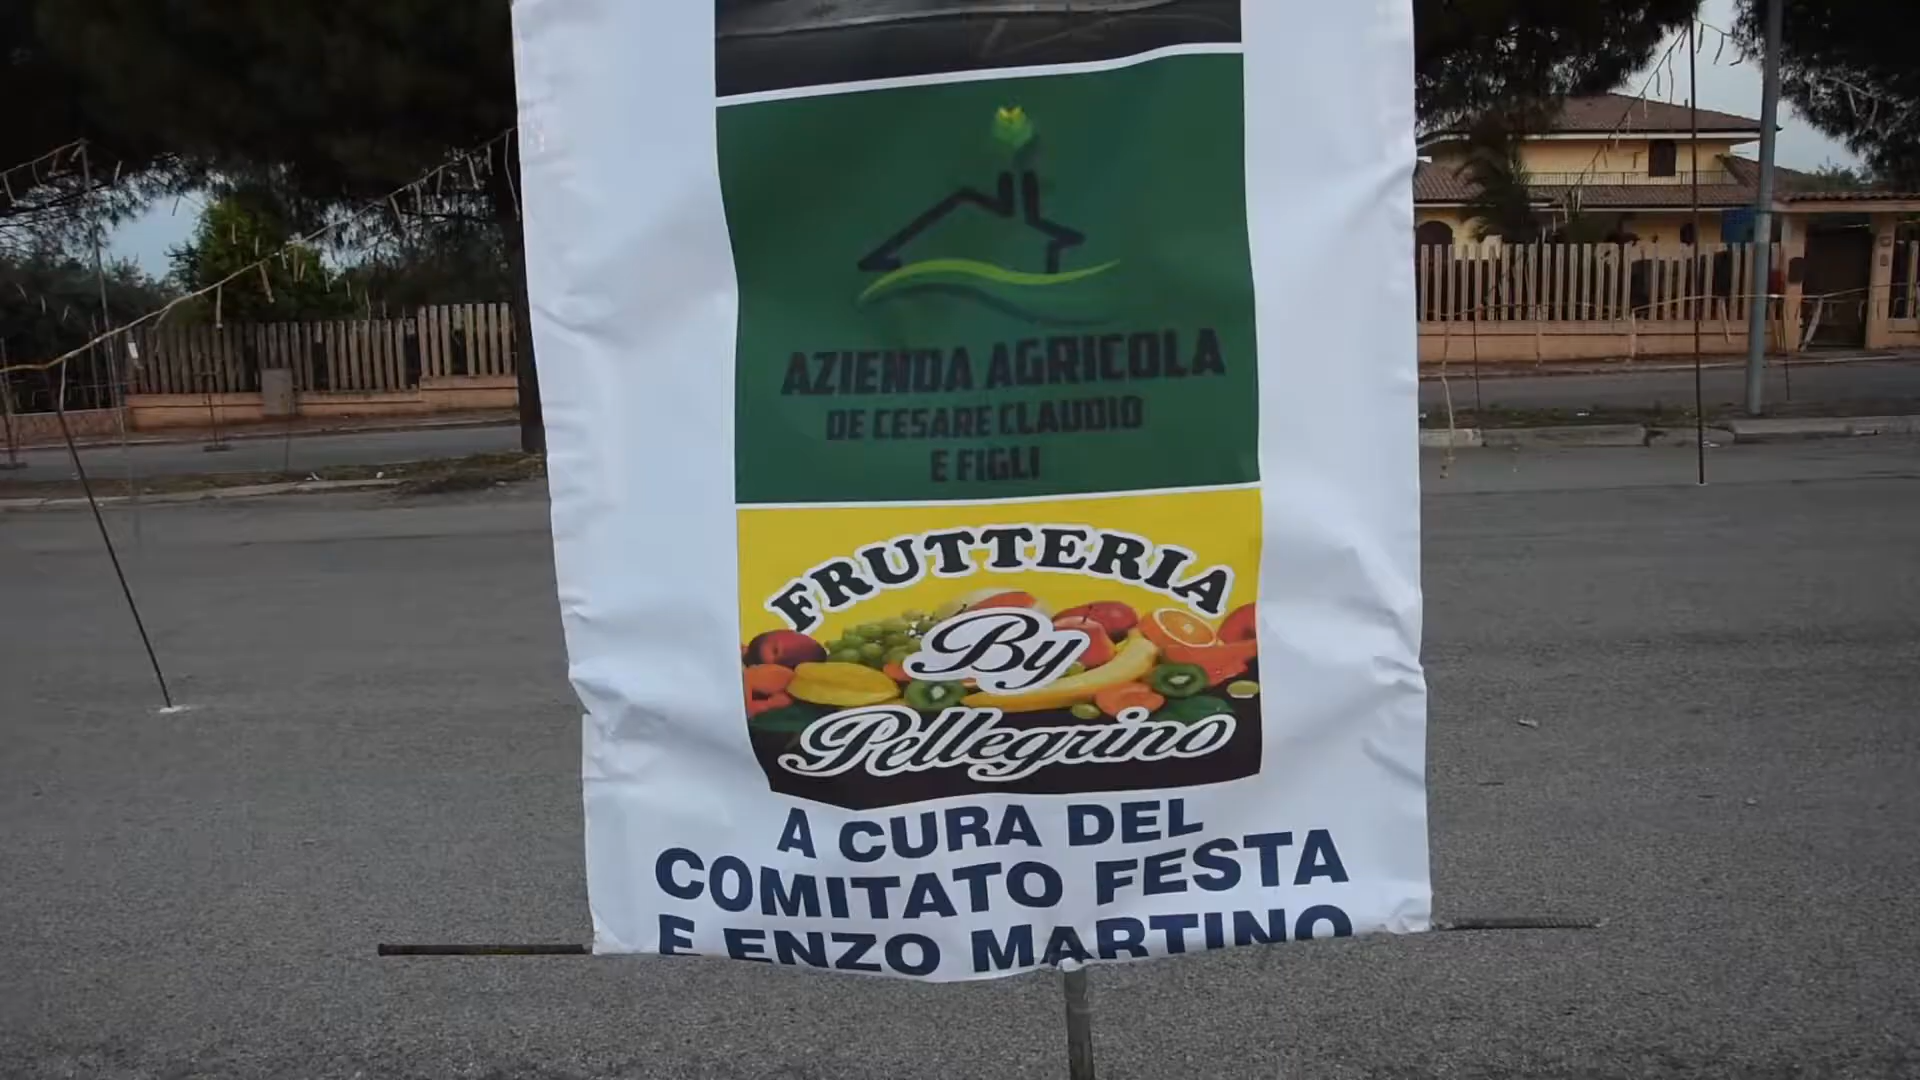 AZIENDA AGRICOLA
DE CESARE CLAUDIO
E FIGLI
FRUTTERIA
By
Pellegrino
A CURA DEL
COMITATO FESTA
E ENZO MARTINO